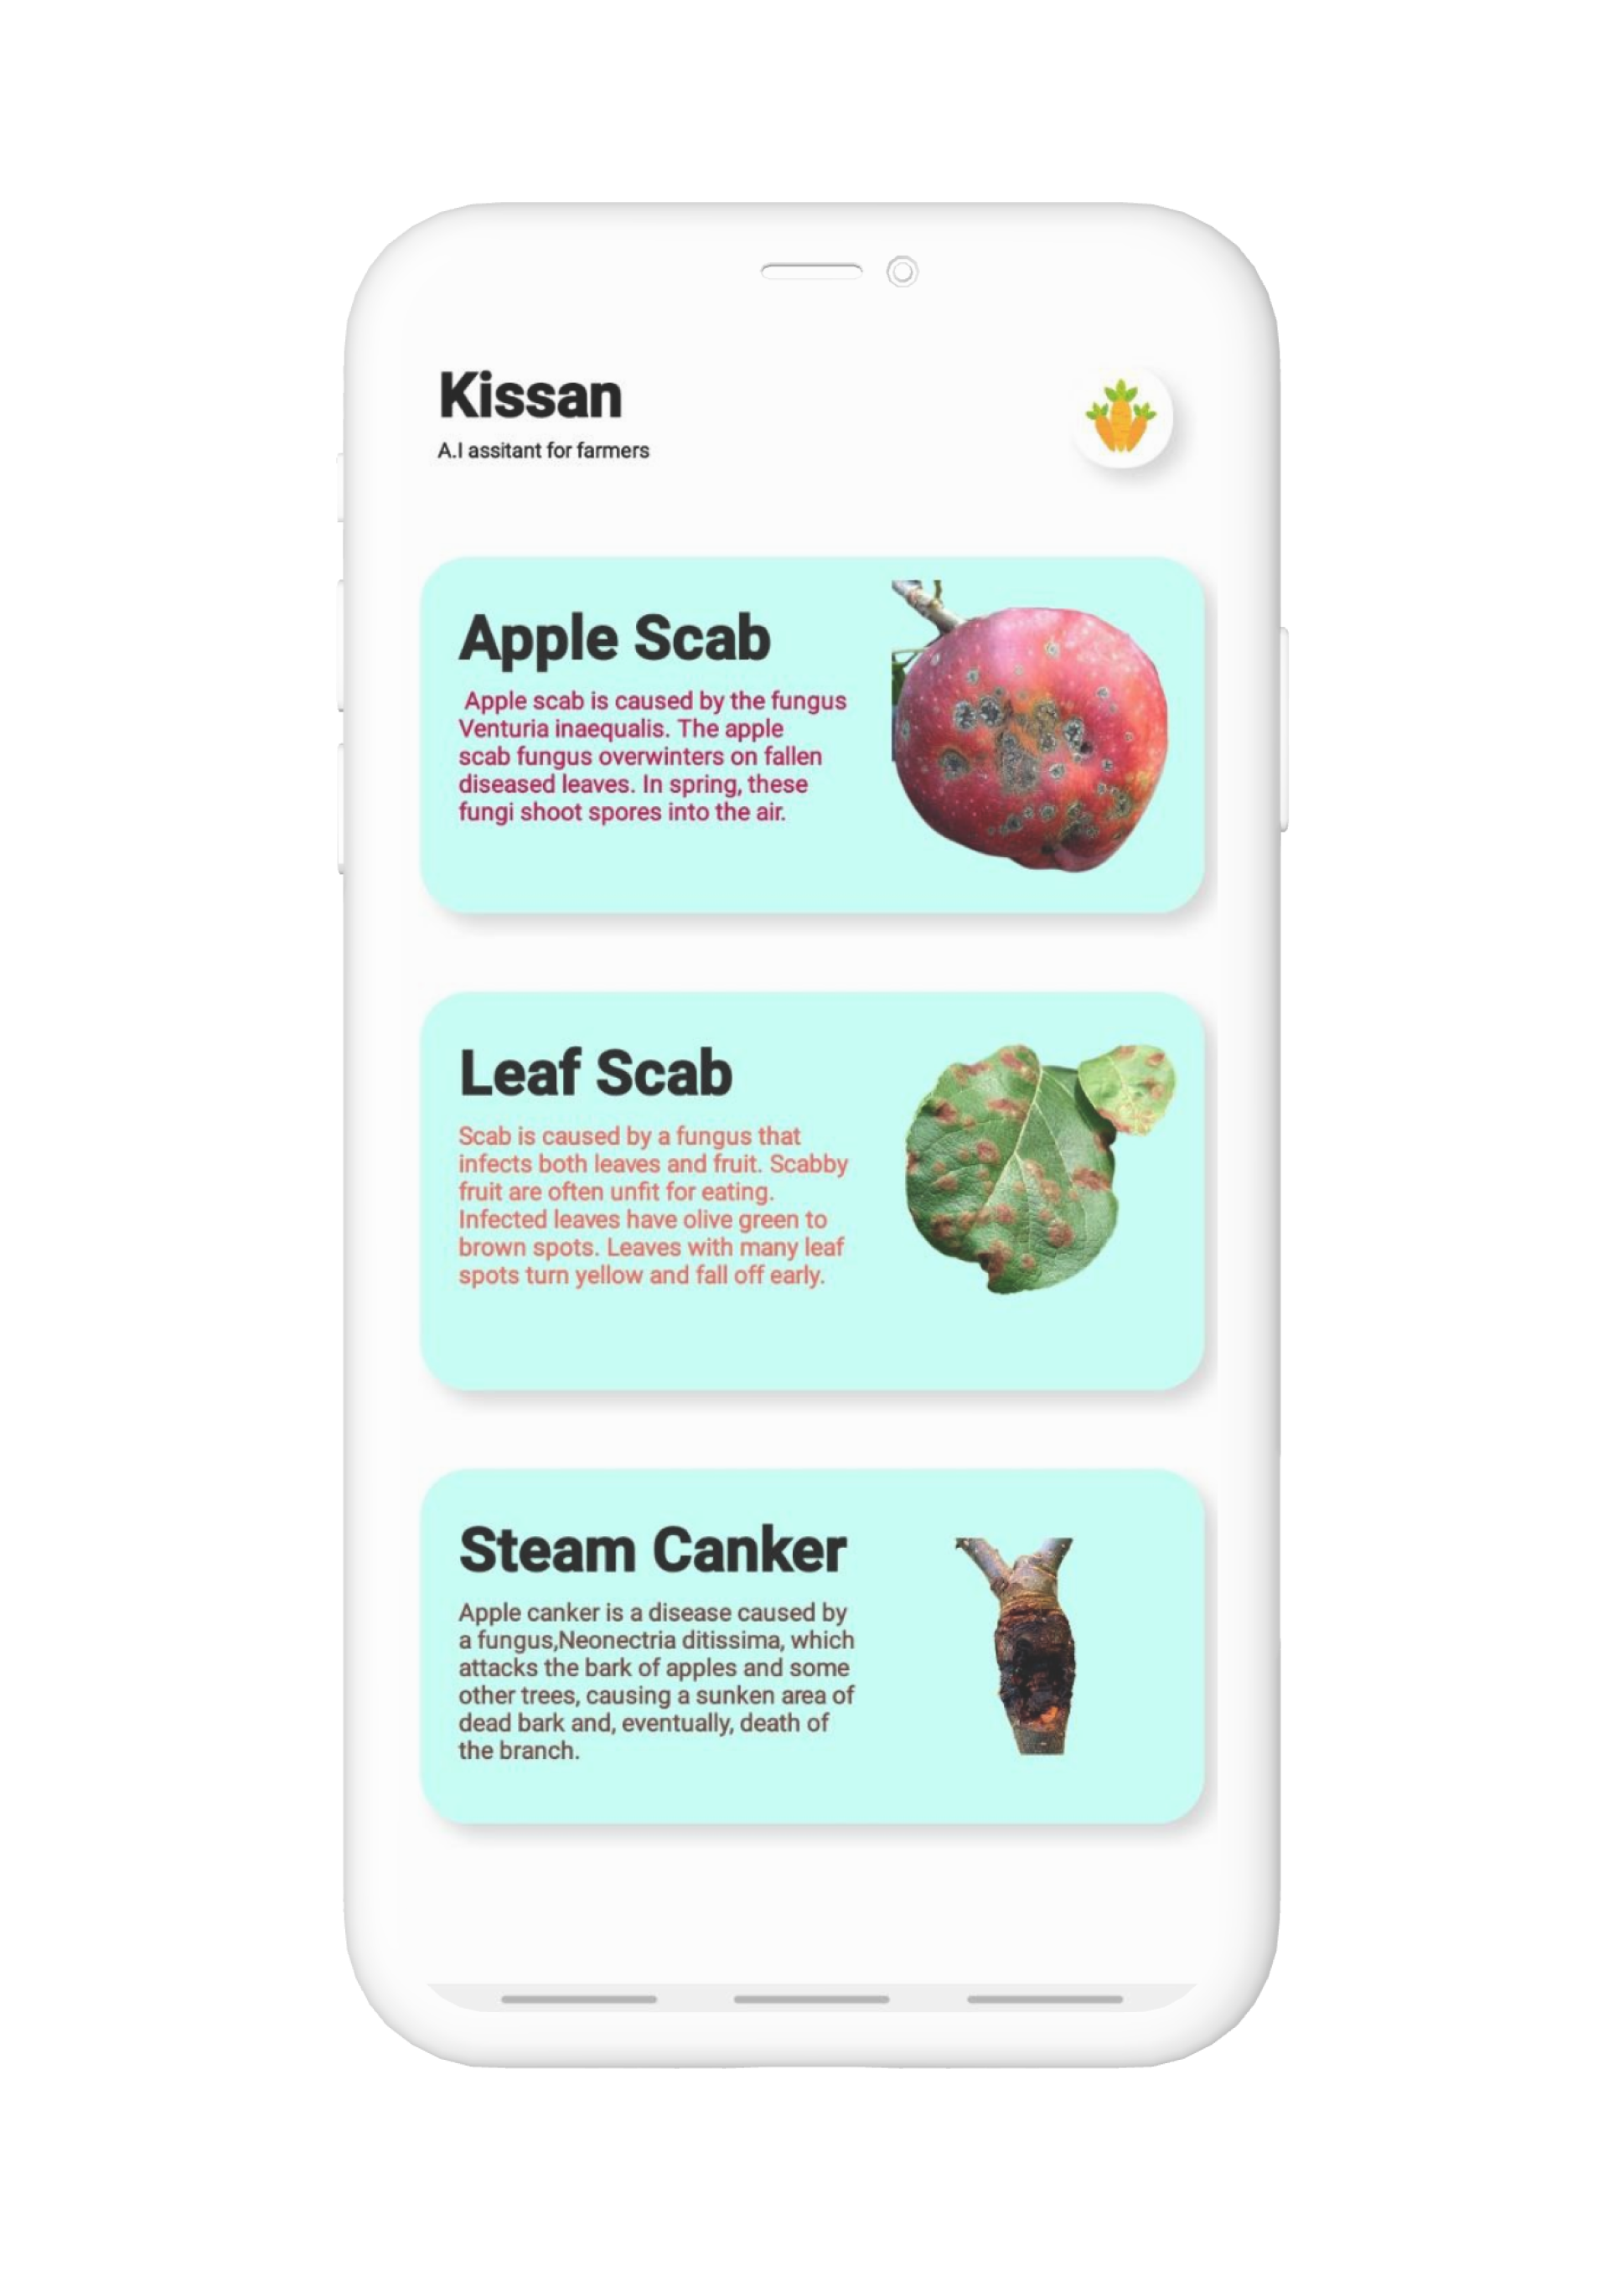 Kissan
A.I assitant for farmers
Apple Scab
Apple scab is caused by the fungus
Venturia inaequalis. The apple
scab fungus overwinters on fallen
diseased leaves. In spring, these
fungi shoot spores into the air.
Leaf Scab
Scab is caused by a fungus that
infects both leaves and fruit. Scabby
fruit are often unfit for eating.
Infected leaves have olive green to
brown spots. Leaves with many leaf
spots turn yellow and fall off early.
Steam Canker
Apple canker is a disease caused by
a fungus,Neonectria ditissima, which
attacks the bark of apples and some
other trees, causing a sunken area of
dead bark and, eventually, death of
the branch.